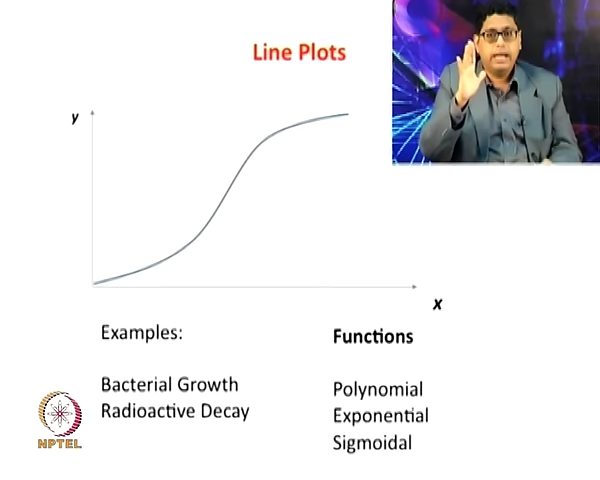 Line Plots
y
x
Examples:
Bacterial Growth
Radioactive Decay
Functions
Polynomial
Exponential
Sigmoidal
NPTEL